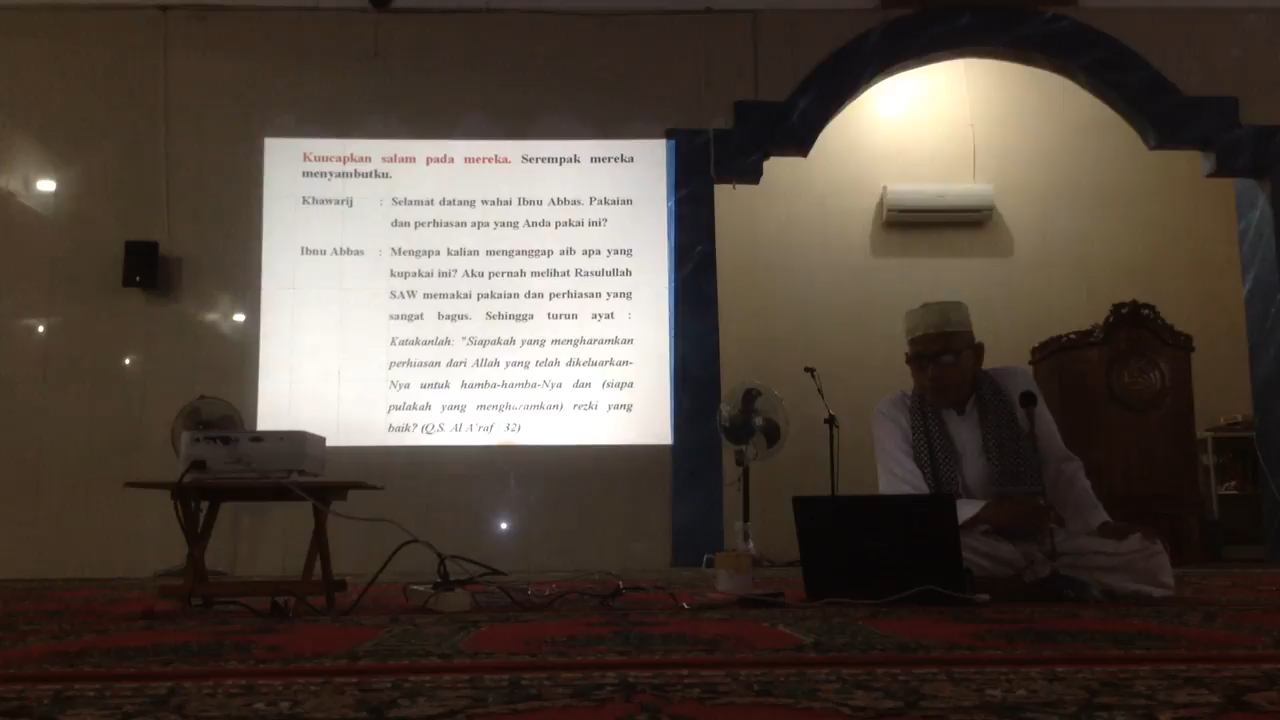 Kuucapkan salam pada mereka. Serempak mereka
menyambutku.
Khawarij : Selamat datang wahai Ibnu Abbas. Pakaian
dan perhiasan apa yang Anda pakai ini?
Ibnu Abbas : Mengapa kalian menganggap aib apa yang
kupakai ini? Aku pernah melihat Rasulullah
SAW memakai pakaian dan perhiasan yang
sangat bagus. Sehingga turun ayat :
Katakanlah: "Siapakah yang mengharamkan
perhiasan dari Allah yang telah dikeluarkan-
Nya untuk hamba-hamba-Nya dan (siapa
pulakah yang mengharamkan) rezki yang
baik? (Q.S. Al A'raf : 32)